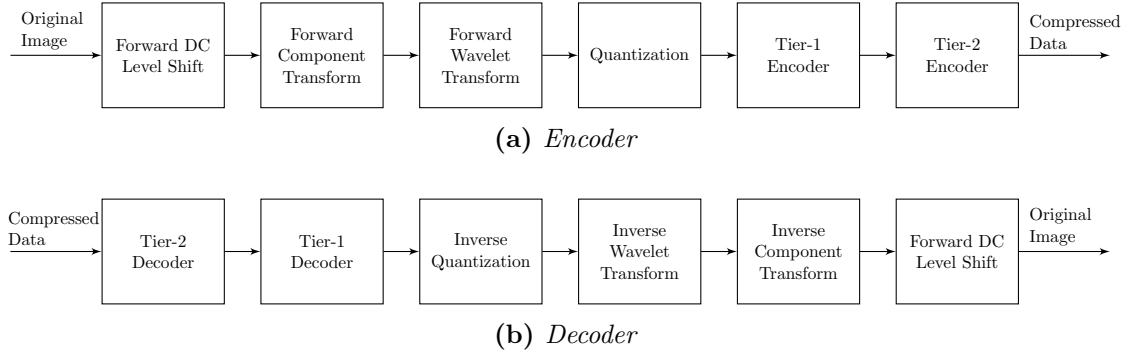 Original
Image
Forward DC
Level Shift
Forward
Component
Transform
Forward
Wavelet
Transform
Quantization
Tier-1
Encoder
Tier-2
Encoder
Compressed
Data
(a) Encoder
Compressed
Data
Tier-2
Decoder
Tier-1
Decoder
Inverse
Quantization
Inverse
Wavelet
Transform
Inverse
Component
Transform
Forward DC
Level Shift
Original
Image
(b) Decoder